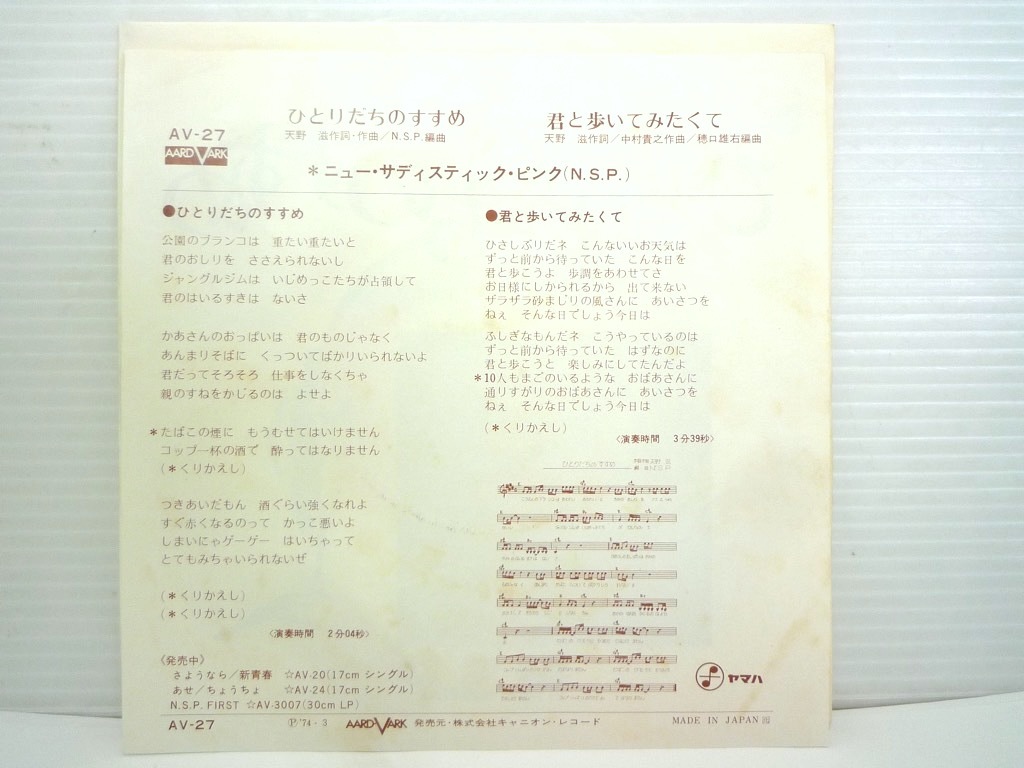 ひとりだちのすすめ
天野 滋作詞・作曲／N.S.P.編曲
君と歩いてみたくて
天野 滋作詞／中村貴之作曲／穂口雄右編曲
AV-27
AARDVARK
＊ニュー・サディスティック・ピンク(N.S.P.)
●ひとりだちのすすめ
公園のブランコは 重たい重たいと
君のおしりを ささえられないし
ジャングルジムは いじめっこたちが占領して
君のはいるすきは ないさ
かあさんのおっぱいは 君のものじゃなく
あんまりそばに くっついてばかりいられないよ
君だってそろそろ 仕事をしなくちゃ
親のすねをかじるのは よせよ
＊たばこの煙に もうむせてはいけません
コップ一杯の酒で 酔ってはなりません
(＊くりかえし)
つきあいだもん 酒ぐらい強くなれよ
すぐ赤くなるのって かっこ悪いよ
しまいにゃゲーゲー はいちゃって
とてもみちゃいられないぜ
(＊くりかえし)
(＊くりかえし)
〈演奏時間 2分04秒〉
●君と歩いてみたくて
ひさしぶりだネ こんないいお天気は
ずっと前から待っていた こんな日を
君と歩こうよ 歩調をあわせてさ
お日様にしかられるから 出て来ない
ザラザラ砂まじりの風さんに あいさつを
ねぇ そんな日でしょう今日は
ふしぎなもんだネ こうやっているのは
ずっと前から待っていた はずなのに
君と歩こうと 楽しみにしてたんだよ
＊10人もまごのいるような おばあさんに
通りすがりのおばあさんに あいさつを
ねぇ そんな日でしょう今日は
(＊くりかえし)
〈演奏時間 3分39秒〉
ひとりだちのすすめ
《発売中》
さようなら／新青春 ☆AV-20(17cm シングル)
あせ／ちょうちょ ☆AV-24(17cm シングル)
N.S.P. FIRST ☆AV-3007(30cm LP)
ヤマハ
AV-27 Ⓟ'74・3 AARDVARK 発売元・株式会社キャニオン・レコード MADE IN JAPAN